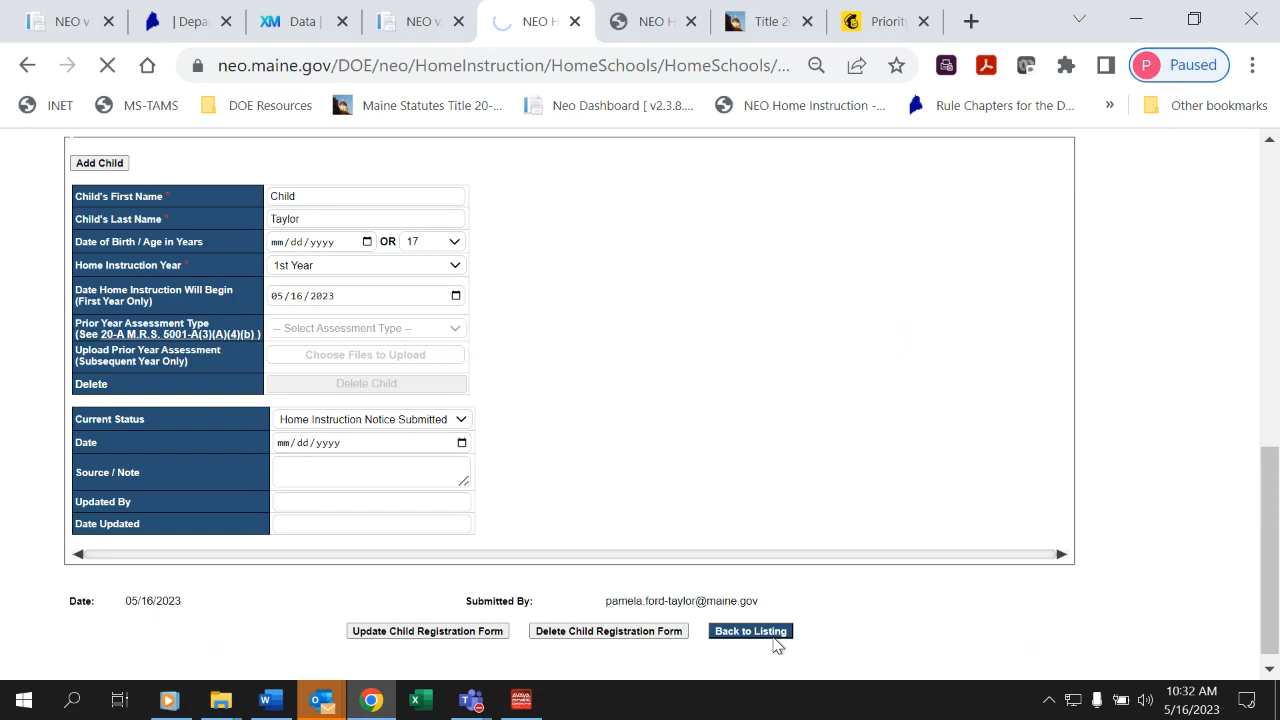 NEO v
| Depa
Data |
NEO v
NEO H
NEO H
Title 2
Priorit
neo.maine.gov/DOE/neo/HomeInstruction/HomeSchools/HomeSchools/...
P Paused
INET
MS-TAMS
DOE Resources
Maine Statutes Title 20-...
Neo Dashboard [ v2.3.8....
NEO Home Instruction -...
Rule Chapters for the D...
»
Other bookmarks
Add Child
Child's First Name * Child
Child's Last Name * Taylor
Date of Birth / Age in Years mm/dd/yyyy OR 17
Home Instruction Year * 1st Year
Date Home Instruction Will Begin
(First Year Only) 05/16/2023
Prior Year Assessment Type
(See 20-A M.R.S. 5001-A(3)(A)(4)(b) ) -- Select Assessment Type --
Upload Prior Year Assessment
(Subsequent Year Only) Choose Files to Upload
Delete Delete Child
Current Status Home Instruction Notice Submitted
Date mm/dd/yyyy
Source / Note
Updated By
Date Updated
Date: 05/16/2023 Submitted By: pamela.ford-taylor@maine.gov
Update Child Registration Form Delete Child Registration Form Back to Listing
10:32 AM
5/16/2023